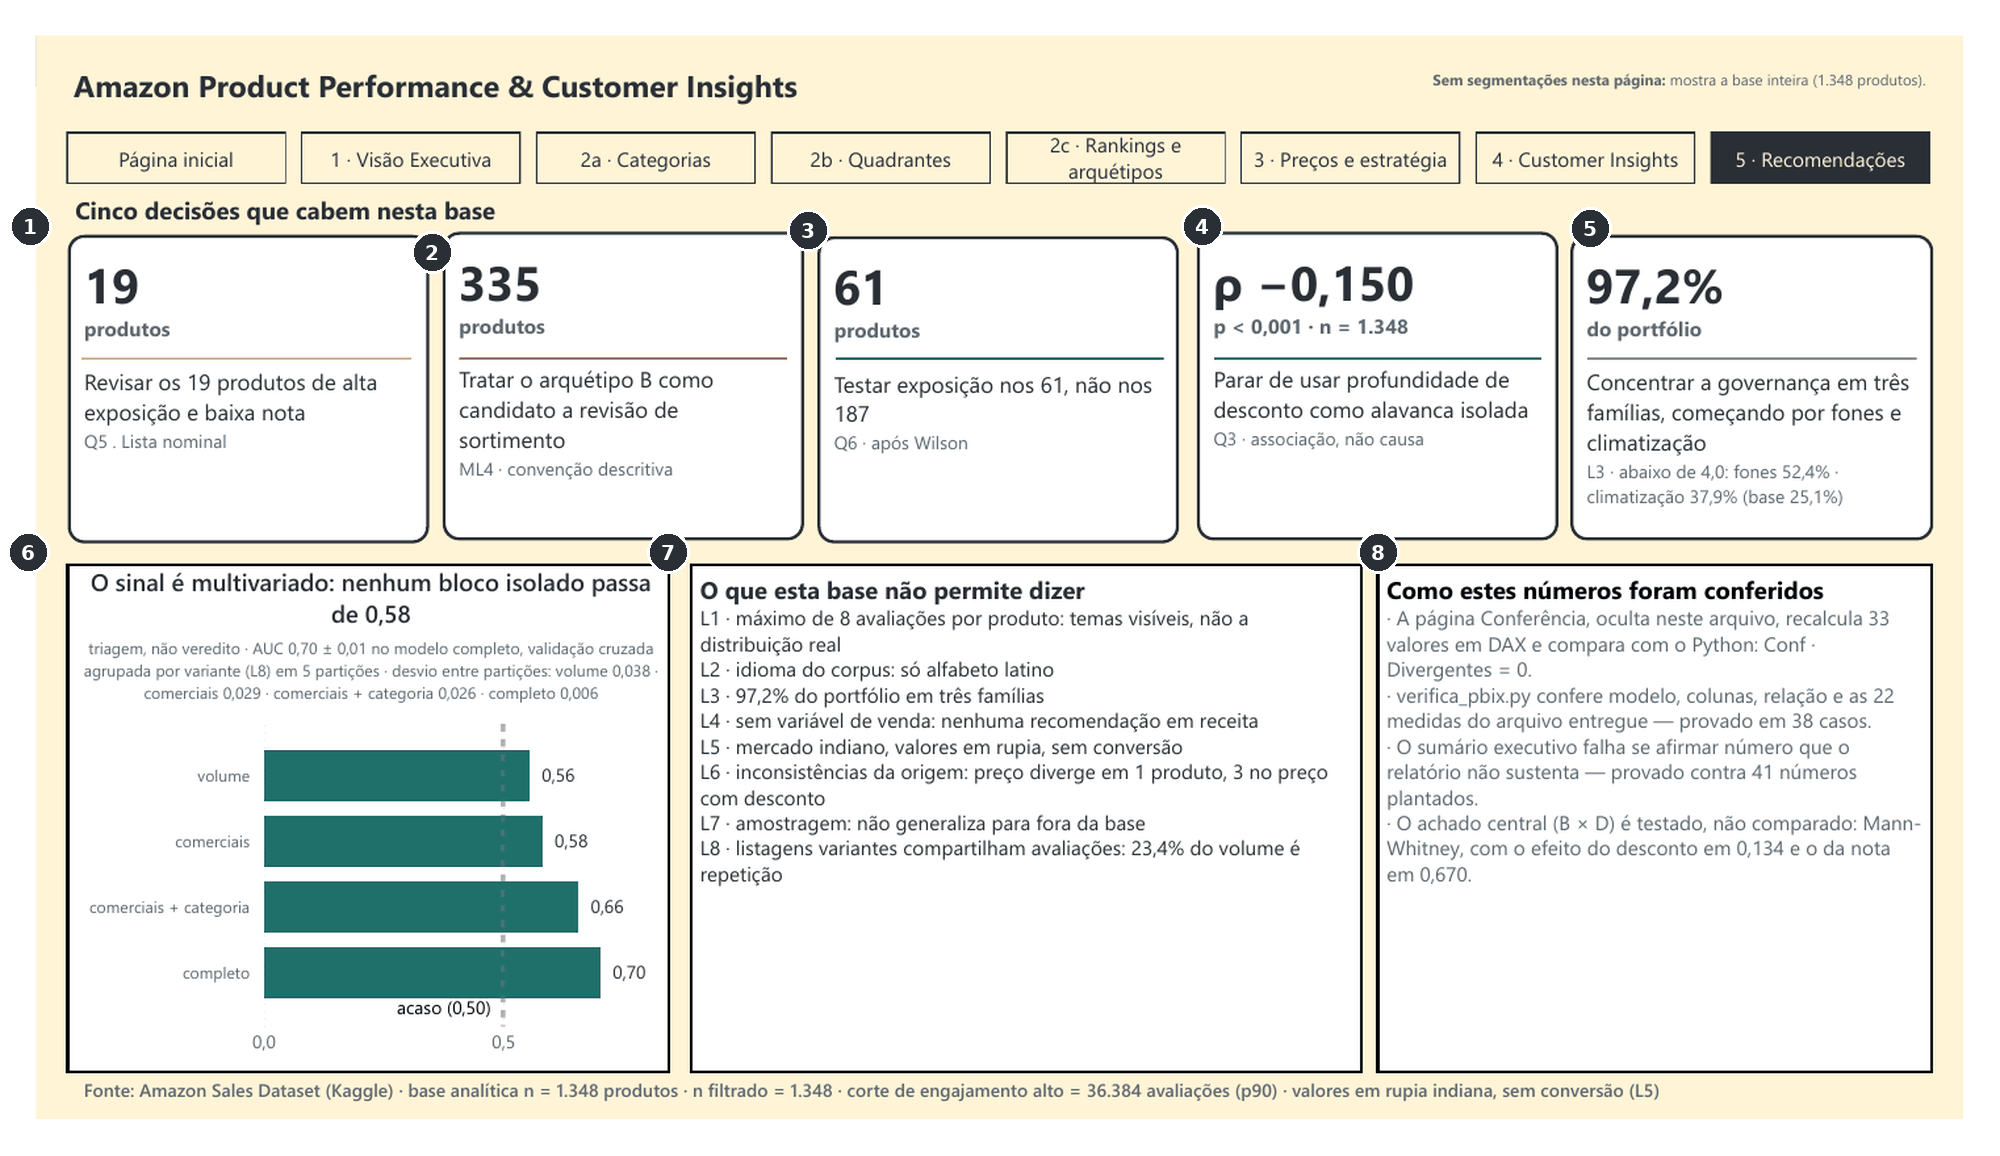 Amazon Product Performance & Customer Insights
Sem segmentações nesta página: mostra a base inteira (1.348 produtos).
Página inicial
1 · Visão Executiva
2a · Categorias
2b · Quadrantes
2c · Rankings e
arquétipos
3 · Preços e estratégia
4 · Customer Insights
5 · Recomendações
Cinco decisões que cabem nesta base
1
19
produtos
Revisar os 19 produtos de alta
exposição e baixa nota
Q5 . Lista nominal
2
335
produtos
Tratar o arquétipo B como
candidato a revisão de
sortimento
ML4 · convenção descritiva
3
61
produtos
Testar exposição nos 61, não nos
187
Q6 · após Wilson
4
ρ −0,150
p < 0,001 · n = 1.348
Parar de usar profundidade de
desconto como alavanca isolada
Q3 · associação, não causa
5
97,2%
do portfólio
Concentrar a governança em três
famílias, começando por fones e
climatização
L3 · abaixo de 4,0: fones 52,4% ·
climatização 37,9% (base 25,1%)
6
O sinal é multivariado: nenhum bloco isolado passa
de 0,58
triagem, não veredito · AUC 0,70 ± 0,01 no modelo completo, validação cruzada
agrupada por variante (L8) em 5 partições · desvio entre partições: volume 0,038 ·
comerciais 0,029 · comerciais + categoria 0,026 · completo 0,006
volume
0,56
comerciais
0,58
comerciais + categoria
0,66
completo
0,70
acaso (0,50)
0,0
0,5
7
O que esta base não permite dizer
L1 · máximo de 8 avaliações por produto: temas visíveis, não a
distribuição real
L2 · idioma do corpus: só alfabeto latino
L3 · 97,2% do portfólio em três famílias
L4 · sem variável de venda: nenhuma recomendação em receita
L5 · mercado indiano, valores em rupia, sem conversão
L6 · inconsistências da origem: preço diverge em 1 produto, 3 no preço
com desconto
L7 · amostragem: não generaliza para fora da base
L8 · listagens variantes compartilham avaliações: 23,4% do volume é
repetição
8
Como estes números foram conferidos
· A página Conferência, oculta neste arquivo, recalcula 33
valores em DAX e compara com o Python: Conf ·
Divergentes = 0.
· verifica_pbix.py confere modelo, colunas, relação e as 22
medidas do arquivo entregue — provado em 38 casos.
· O sumário executivo falha se afirmar número que o
relatório não sustenta — provado contra 41 números
plantados.
· O achado central (B × D) é testado, não comparado: Mann-
Whitney, com o efeito do desconto em 0,134 e o da nota
em 0,670.
Fonte: Amazon Sales Dataset (Kaggle) · base analítica n = 1.348 produtos · n filtrado = 1.348 · corte de engajamento alto = 36.384 avaliações (p90) · valores em rupia indiana, sem conversão (L5)